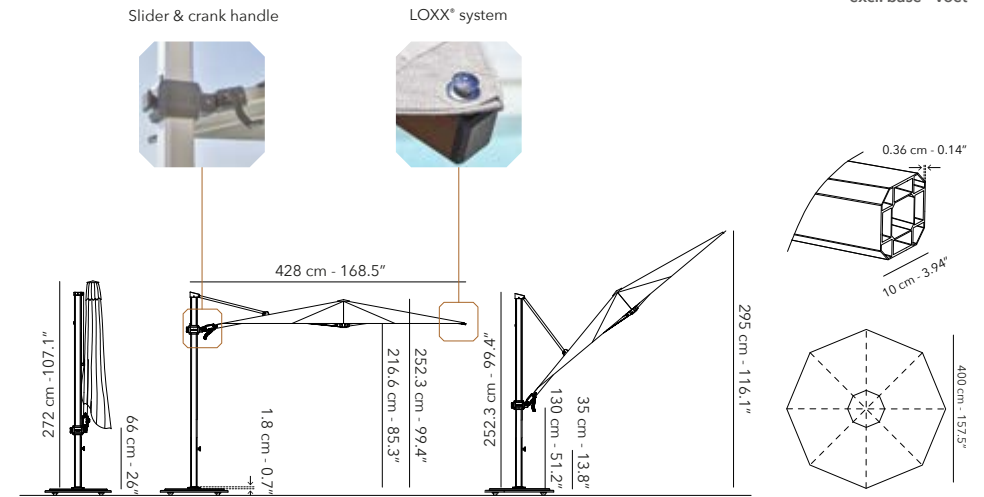 excl. base - voet
Slider & crank handle
LOXX® system
0.36 cm - 0.14”
10 cm - 3.94”
428 cm - 168.5”
272 cm - 107.1”
66 cm - 26”
1.8 cm - 0.7”
216.6 cm - 85.3”
252.3 cm - 99.4”
252.3 cm - 99.4”
130 cm - 51.2”
35 cm - 13.8”
295 cm - 116.1”
400 cm - 157.5”